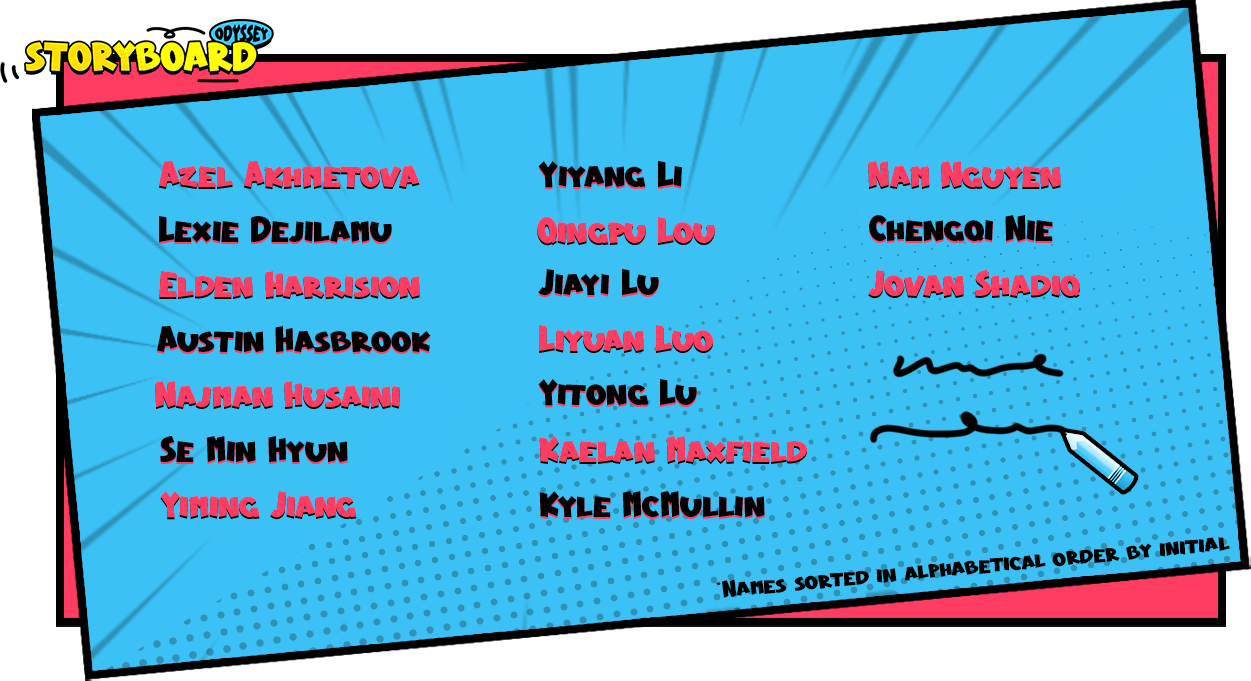 ODYSSEY
STORYBOARD
AZEL AKHMETOVA
LEXIE DEJILAMU
ELDEN HARRISION
AUSTIN HASBROOK
NAJMAN HUSAINI
SE MIN HYUN
YIMING JIANG
YIYANG LI
QINGPU LOU
JIAYI LU
LIYUAN LUO
YITONG LU
KAELAN MAXFIELD
KYLE MCMULLIN
NAM NGUYEN
CHENGQI NIE
JOVAN SHADIQ
*NAMES SORTED IN ALPHABETICAL ORDER BY INITIAL